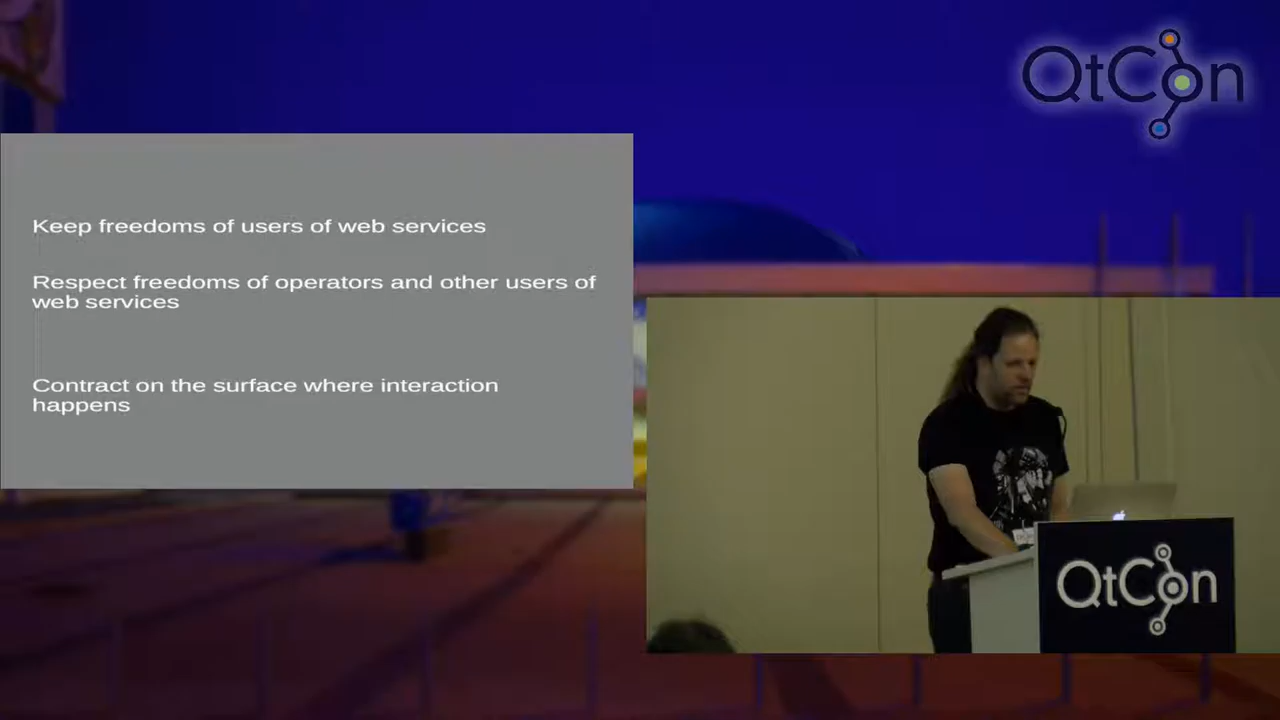 QtCon
Keep freedoms of users of web services
Respect freedoms of operators and other users of
web services
Contract on the surface where interaction
happens
QtCon